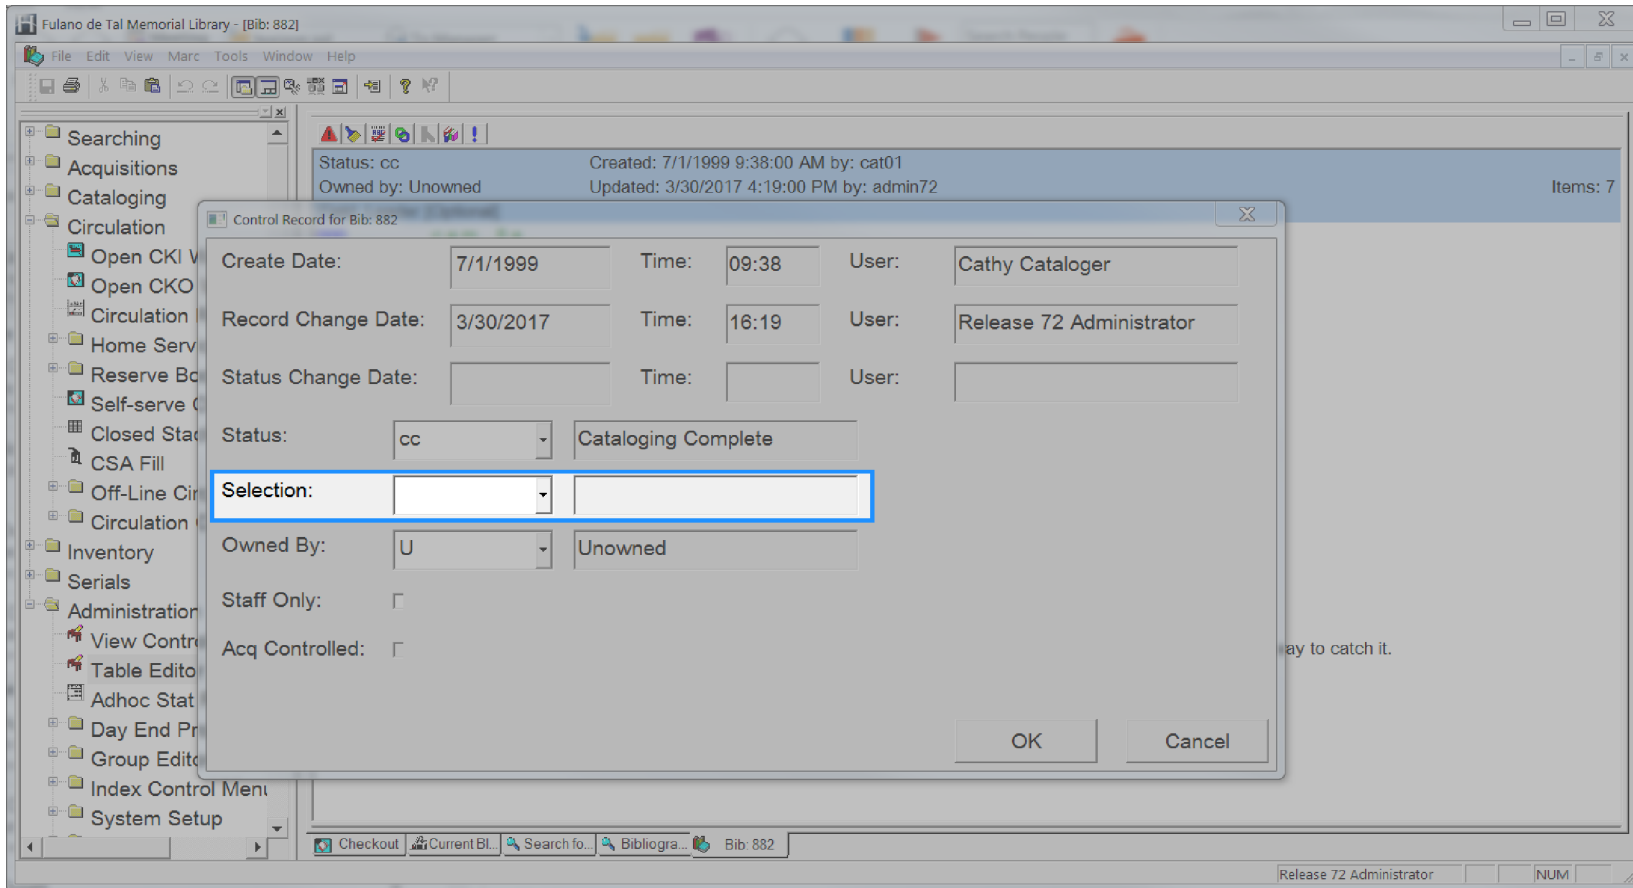 Fulano de Tal Memorial Library - [Bib: 882]
File Edit View Marc Tools Window Help
Searching
Acquisitions
Cataloging
Circulation
Open CKI
Open CKO
Circulation
Home Serv
Reserve Bo
Self-serve
Closed Stac
CSA Fill
Off-Line Cir
Circulation
Inventory
Serials
Administration
View Contr
Table Edito
Adhoc Stat
Day End Pr
Group Edito
Index Control Menu
System Setup
Status: cc Created: 7/1/1999 9:38:00 AM by: cat01
Owned by: Unowned Updated: 3/30/2017 4:19:00 PM by: admin72 Items: 7
Control Record for Bib: 882
Create Date: 7/1/1999 Time: 09:38 User: Cathy Cataloger
Record Change Date: 3/30/2017 Time: 16:19 User: Release 72 Administrator
Status Change Date: Time: User:
Status: cc Cataloging Complete
Selection:
Owned By: U Unowned
Staff Only:
Acq Controlled:
ay to catch it.
OK Cancel
Checkout Current Bl... Search fo... Bibliogra... Bib: 882
Release 72 Administrator NUM